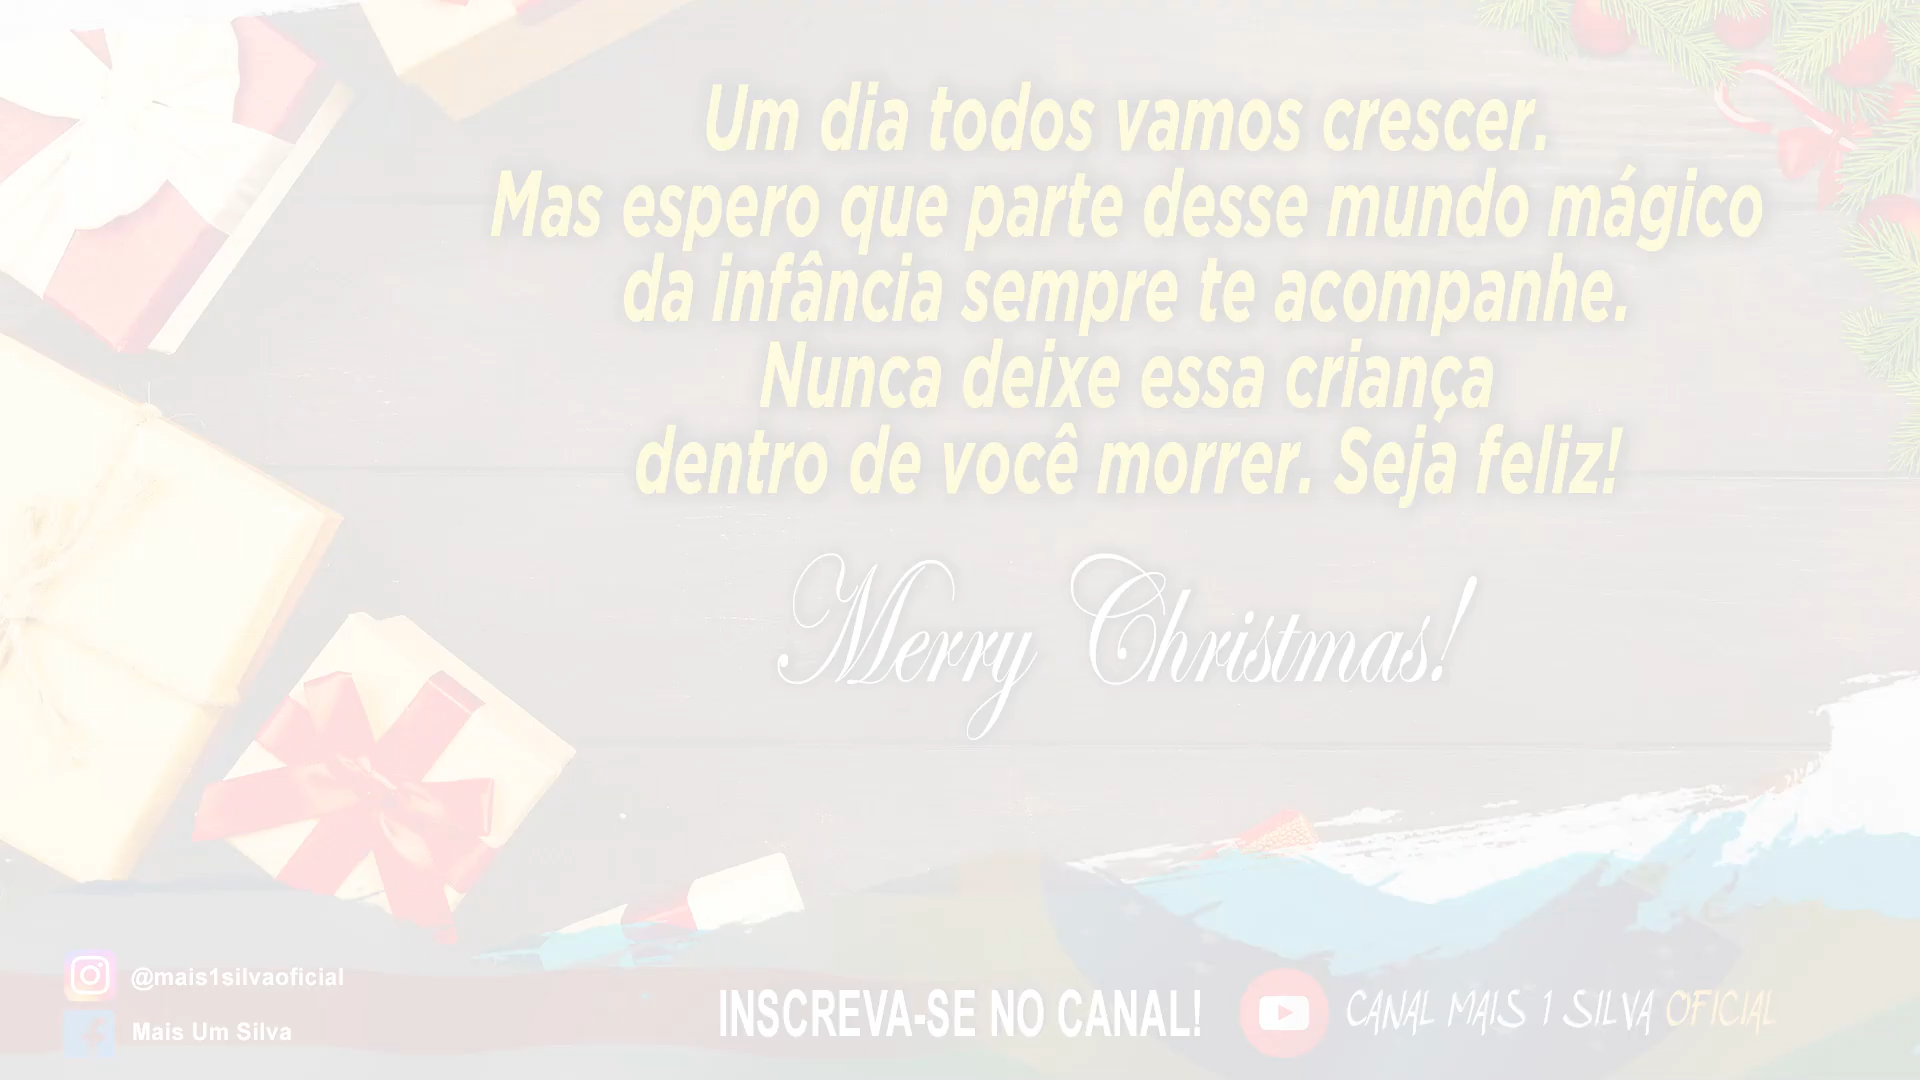 Um dia todos vamos crescer.
Mas espero que parte desse mundo mágico
da infância sempre te acompanhe.
Nunca deixe essa criança
dentro de você morrer. Seja feliz!
Merry Christmas!
@mais1silvaoficial
Mais Um Silva
INSCREVA-SE NO CANAL!
CANAL MAIS 1 SILVA OFICIAL